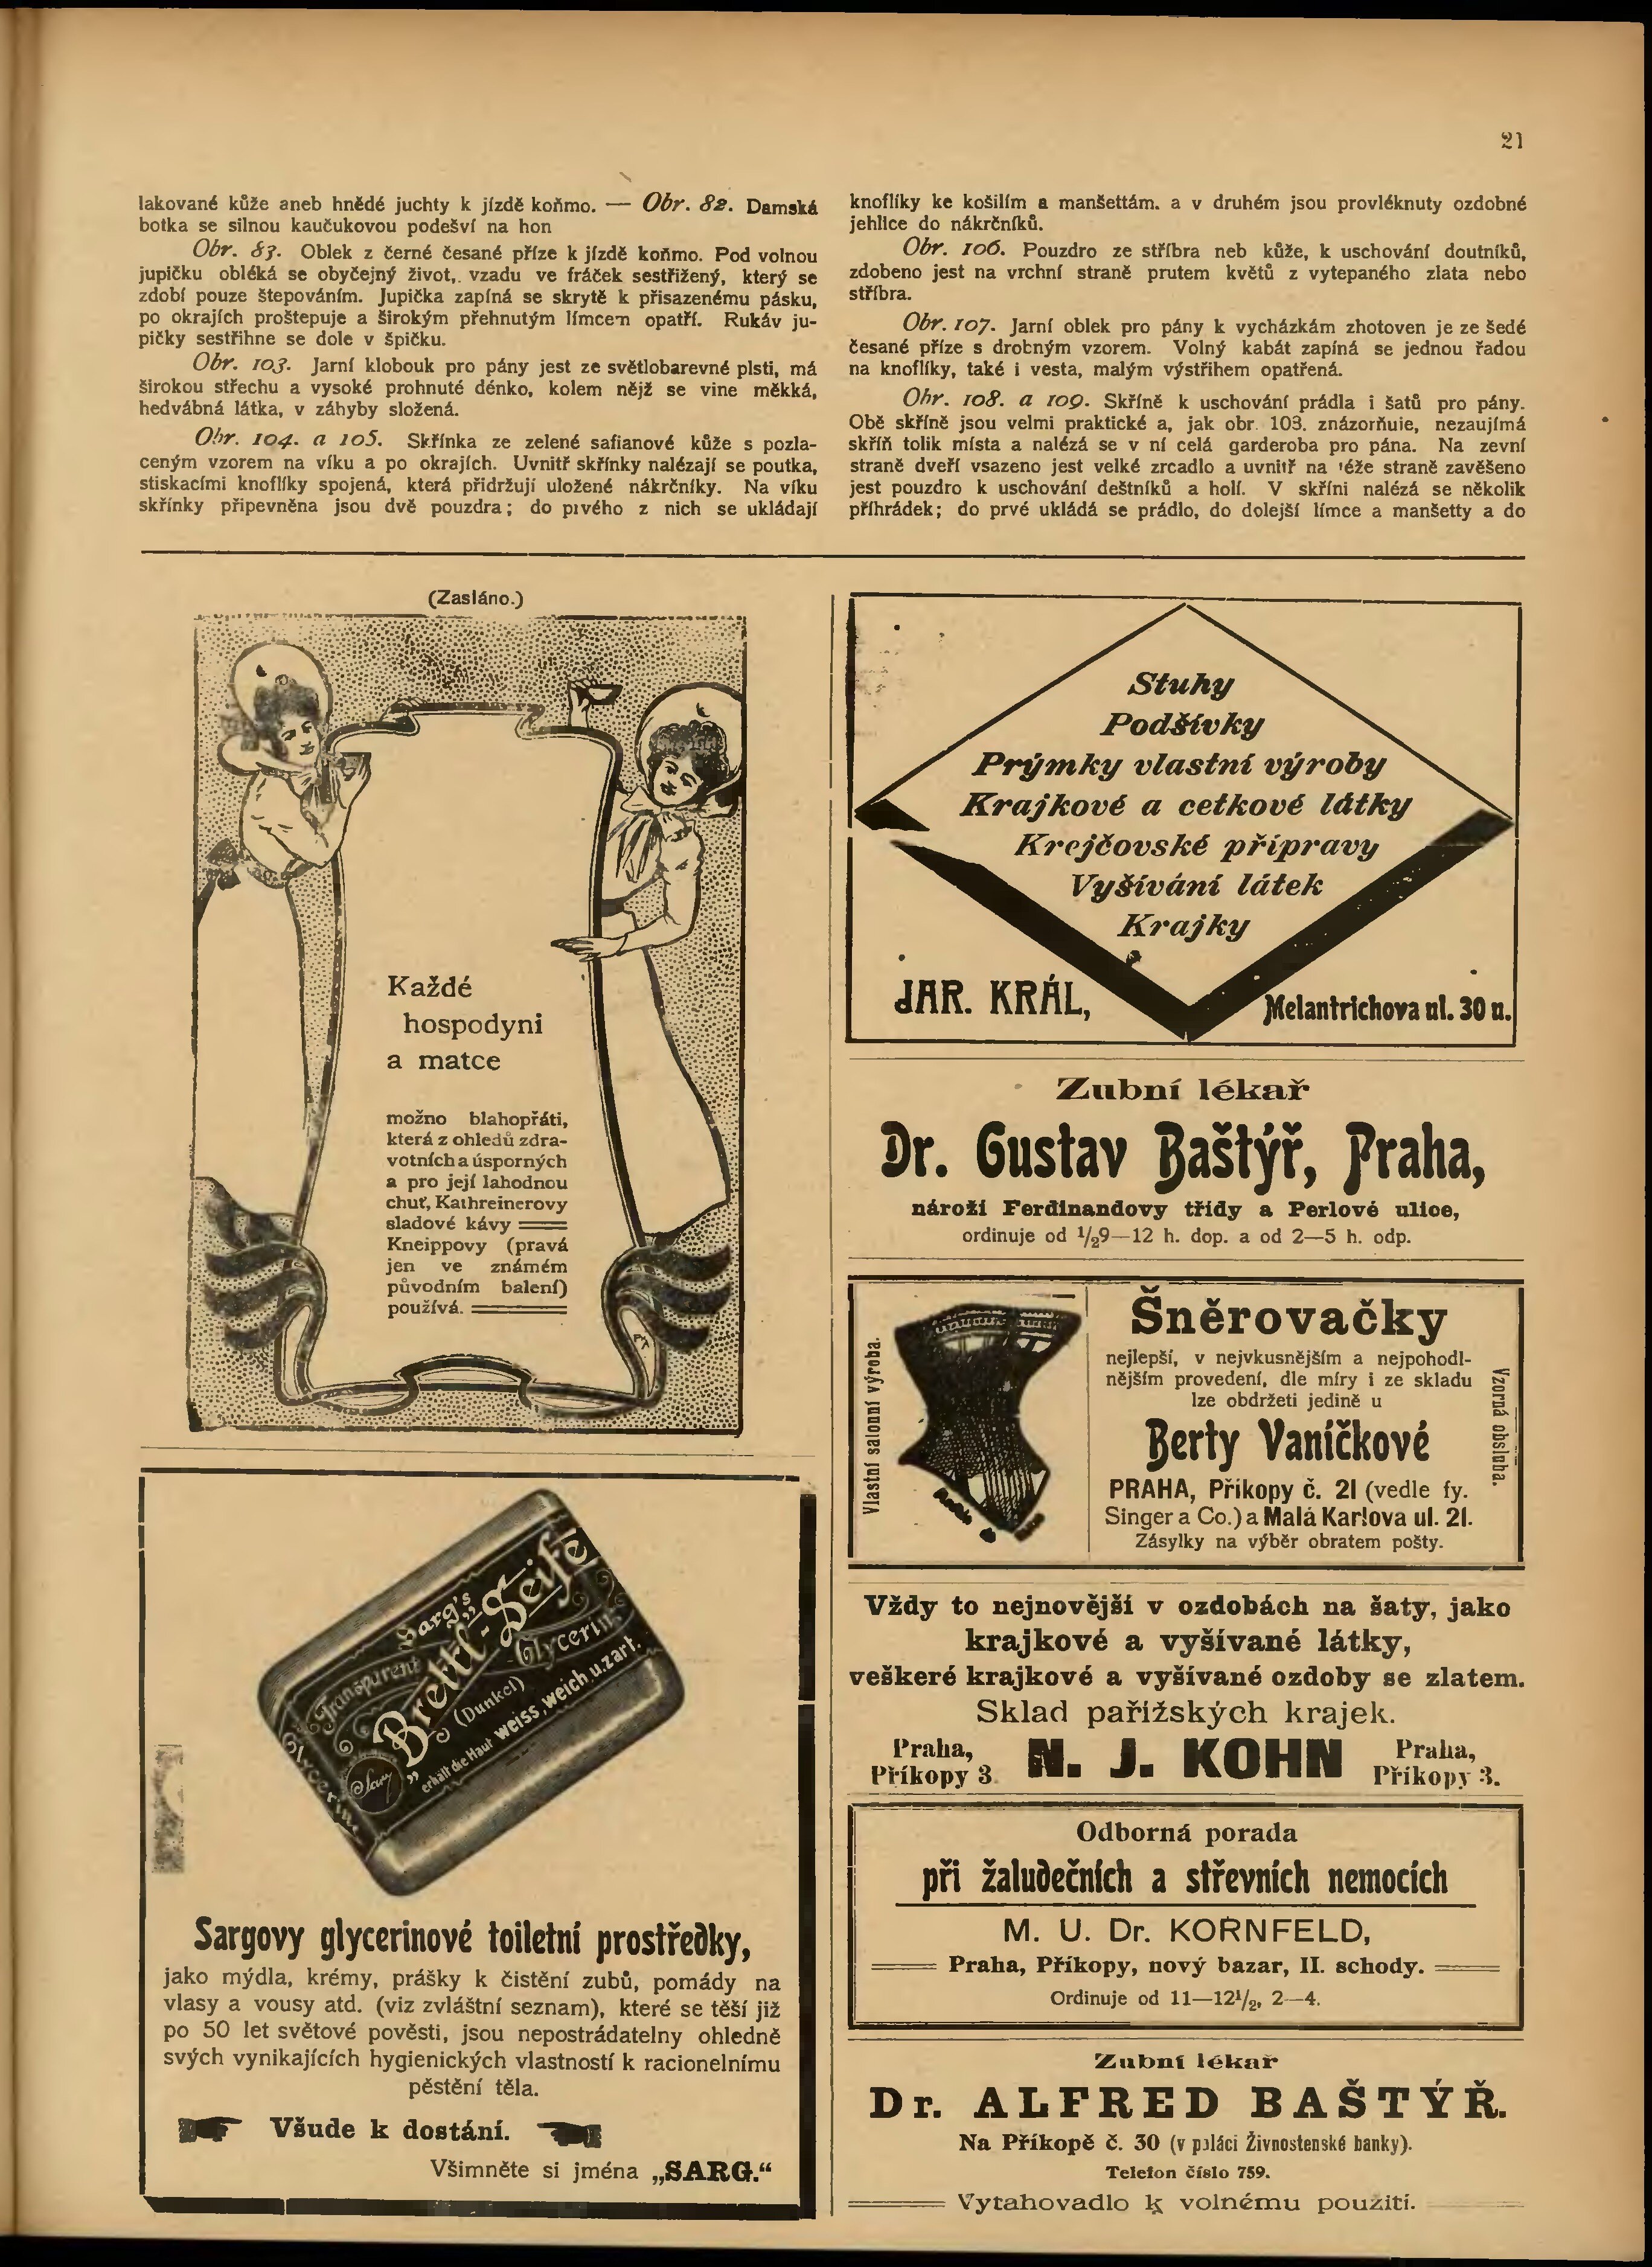 21
lakované kůže aneb hnědé juchty k jízdě koňmo. — Obr. 82. Damská
botka se silnou kaučukovou podešví na hon
Obr. 83. Oblek z černé česané příze k jízdě koňmo. Pod volnou
jupičku obléká se obyčejný život,. vzadu ve fráček sestřižený, který se
zdobí pouze štepováním. Jupička zapíná se skrytě k přisazenému pásku,
po okrajích proštepuje a širokým přehnutým límcem opatří. Rukáv ju-
pičky sestřihne se dole v špičku.
Obr. 103. Jarní klobouk pro pány jest ze světlobarevné plsti, má
širokou střechu a vysoké prohnuté dénko, kolem nějž se vine měkká,
hedvábná látka, v záhyby složená.
Obr. 104. a 105. Skřínka ze zelené safianové kůže s pozla-
ceným vzorem na víku a po okrajích. Uvnitř skřínky nalézají se poutka,
stiskacími knoflíky spojená, která přidržují uložené nákrčníky. Na víku
skřínky připevněna jsou dvě pouzdra; do prvého z nich se ukládají
knoflíky ke košilím a manšettám. a v druhém jsou provléknuty ozdobné
jehlice do nákrčníků.
Obr. 106. Pouzdro ze stříbra neb kůže, k uschování doutníků,
zdobeno jest na vrchní straně prutem květů z vytepaného zlata nebo
stříbra.
Obr. 107. Jarní oblek pro pány k vycházkám zhotoven je ze šedé
česané příze s drobným vzorem. Volný kabát zapíná se jednou řadou
na knoflíky, také i vesta, malým výstřihem opatřená.
Obr. 108. a 109. Skříně k uschování prádla i šatů pro pány.
Obě skříně jsou velmi praktické a, jak obr. 103. znázorňuie, nezaujímá
skříň tolik místa a nalézá se v ní celá garderoba pro pána. Na zevní
straně dveří vsazeno jest velké zrcadlo a uvnitř na téže straně zavěšeno
jest pouzdro k uschování deštníků a holí. V skříni nalézá se několik
příhrádek; do prvé ukládá se prádlo, do dolejší límce a manšetty a do
(Zasláno.)
Každé
hospodyni
a matce
možno blahopřáti,
která z ohledů zdra-
votních a úsporných
a pro její lahodnou
chuť, Kathreinerovy
sladové kávy
Kneippovy (pravá
jen ve známém
původním balení)
používá.
Sarg's
Transparent
„Brettl"-Seife
Glycerin
(Dunkel)
erhält die Haut weiss, weich u. zart.
Sarg
Glycerin
Sargovy glycerinové toiletní prostředky,
jako mýdla, krémy, prášky k čistění zubů, pomády na
vlasy a vousy atd. (viz zvláštní seznam), které se těší již
po 50 let světové pověsti, jsou nepostrádatelny ohledně
svých vynikajících hygienických vlastností k racionelnímu
pěstění těla.
Všude k dostání.
Všimněte si jména „SARG.“
Stuhy
Podšívky
Prýmky vlastní výroby
Krajkové a cetkové látky
Krejčovské přípravy
Vyšívání látek
Krajky
JAR. KRÁL,
Melantrichova ul. 30 n.
Zubní lékař
Dr. Gustav Baštýř, Praha,
nároží Ferdinandovy třídy a Perlové ulice,
ordinuje od 1/29—12 h. dop. a od 2—5 h. odp.
Vlastní salonní výroba.
Šněrovačky
nejlepší, v nejvkusnějším a nejpohodl-
nějším provedení, dle míry i ze skladu
lze obdržeti jedině u
Berty Vaníčkové
PRAHA, Příkopy č. 21 (vedle fy.
Singer a Co.) a Malá Karlova ul. 21.
Zásylky na výběr obratem pošty.
Vzorná obsluha.
Vždy to nejnovější v ozdobách na šaty, jako
krajkové a vyšívané látky,
veškeré krajkové a vyšívané ozdoby se zlatem.
Sklad pařížských krajek.
Praha,
Příkopy 3.
N. J. KOHN
Praha,
Příkopy 3.
Odborná porada
při žaludečních a střevních nemocích
M. U. Dr. KORNFELD,
Praha, Příkopy, nový bazar, II. schody.
Ordinuje od 11—121/2, 2—4.
Zubní lékař
Dr. ALFRED BAŠTÝŘ.
Na Příkopě č. 30 (v paláci Živnostenské banky).
Telefon číslo 759.
Vytahovadlo k volnému použití.